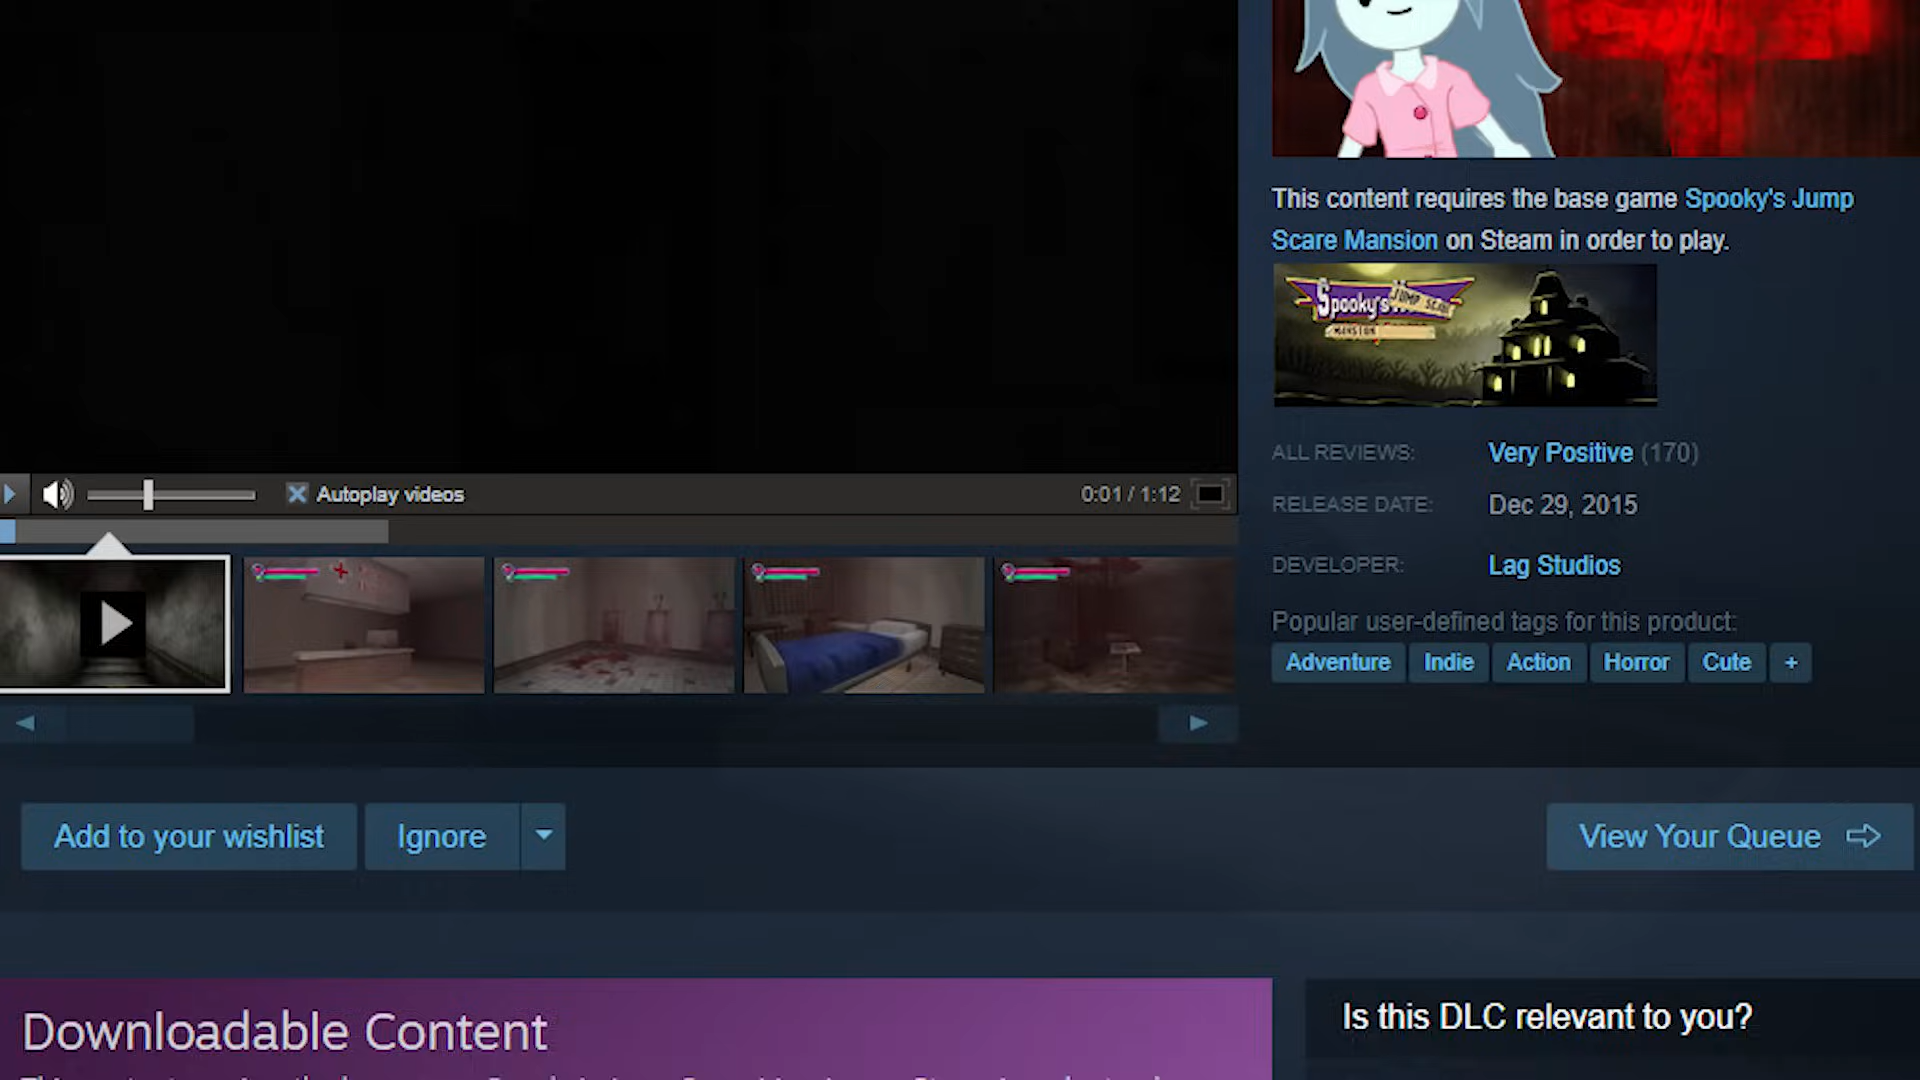 This content requires the base game Spooky's Jump
Scare Mansion on Steam in order to play.
Spooky's JUMP SCARE
MANSION
ALL REVIEWS: Very Positive (170)
Autoplay videos
0:01 / 1:12
RELEASE DATE: Dec 29, 2015
DEVELOPER: Lag Studios
Popular user-defined tags for this product:
Adventure Indie Action Horror Cute +
Add to your wishlist
Ignore
View Your Queue
Downloadable Content
Is this DLC relevant to you?